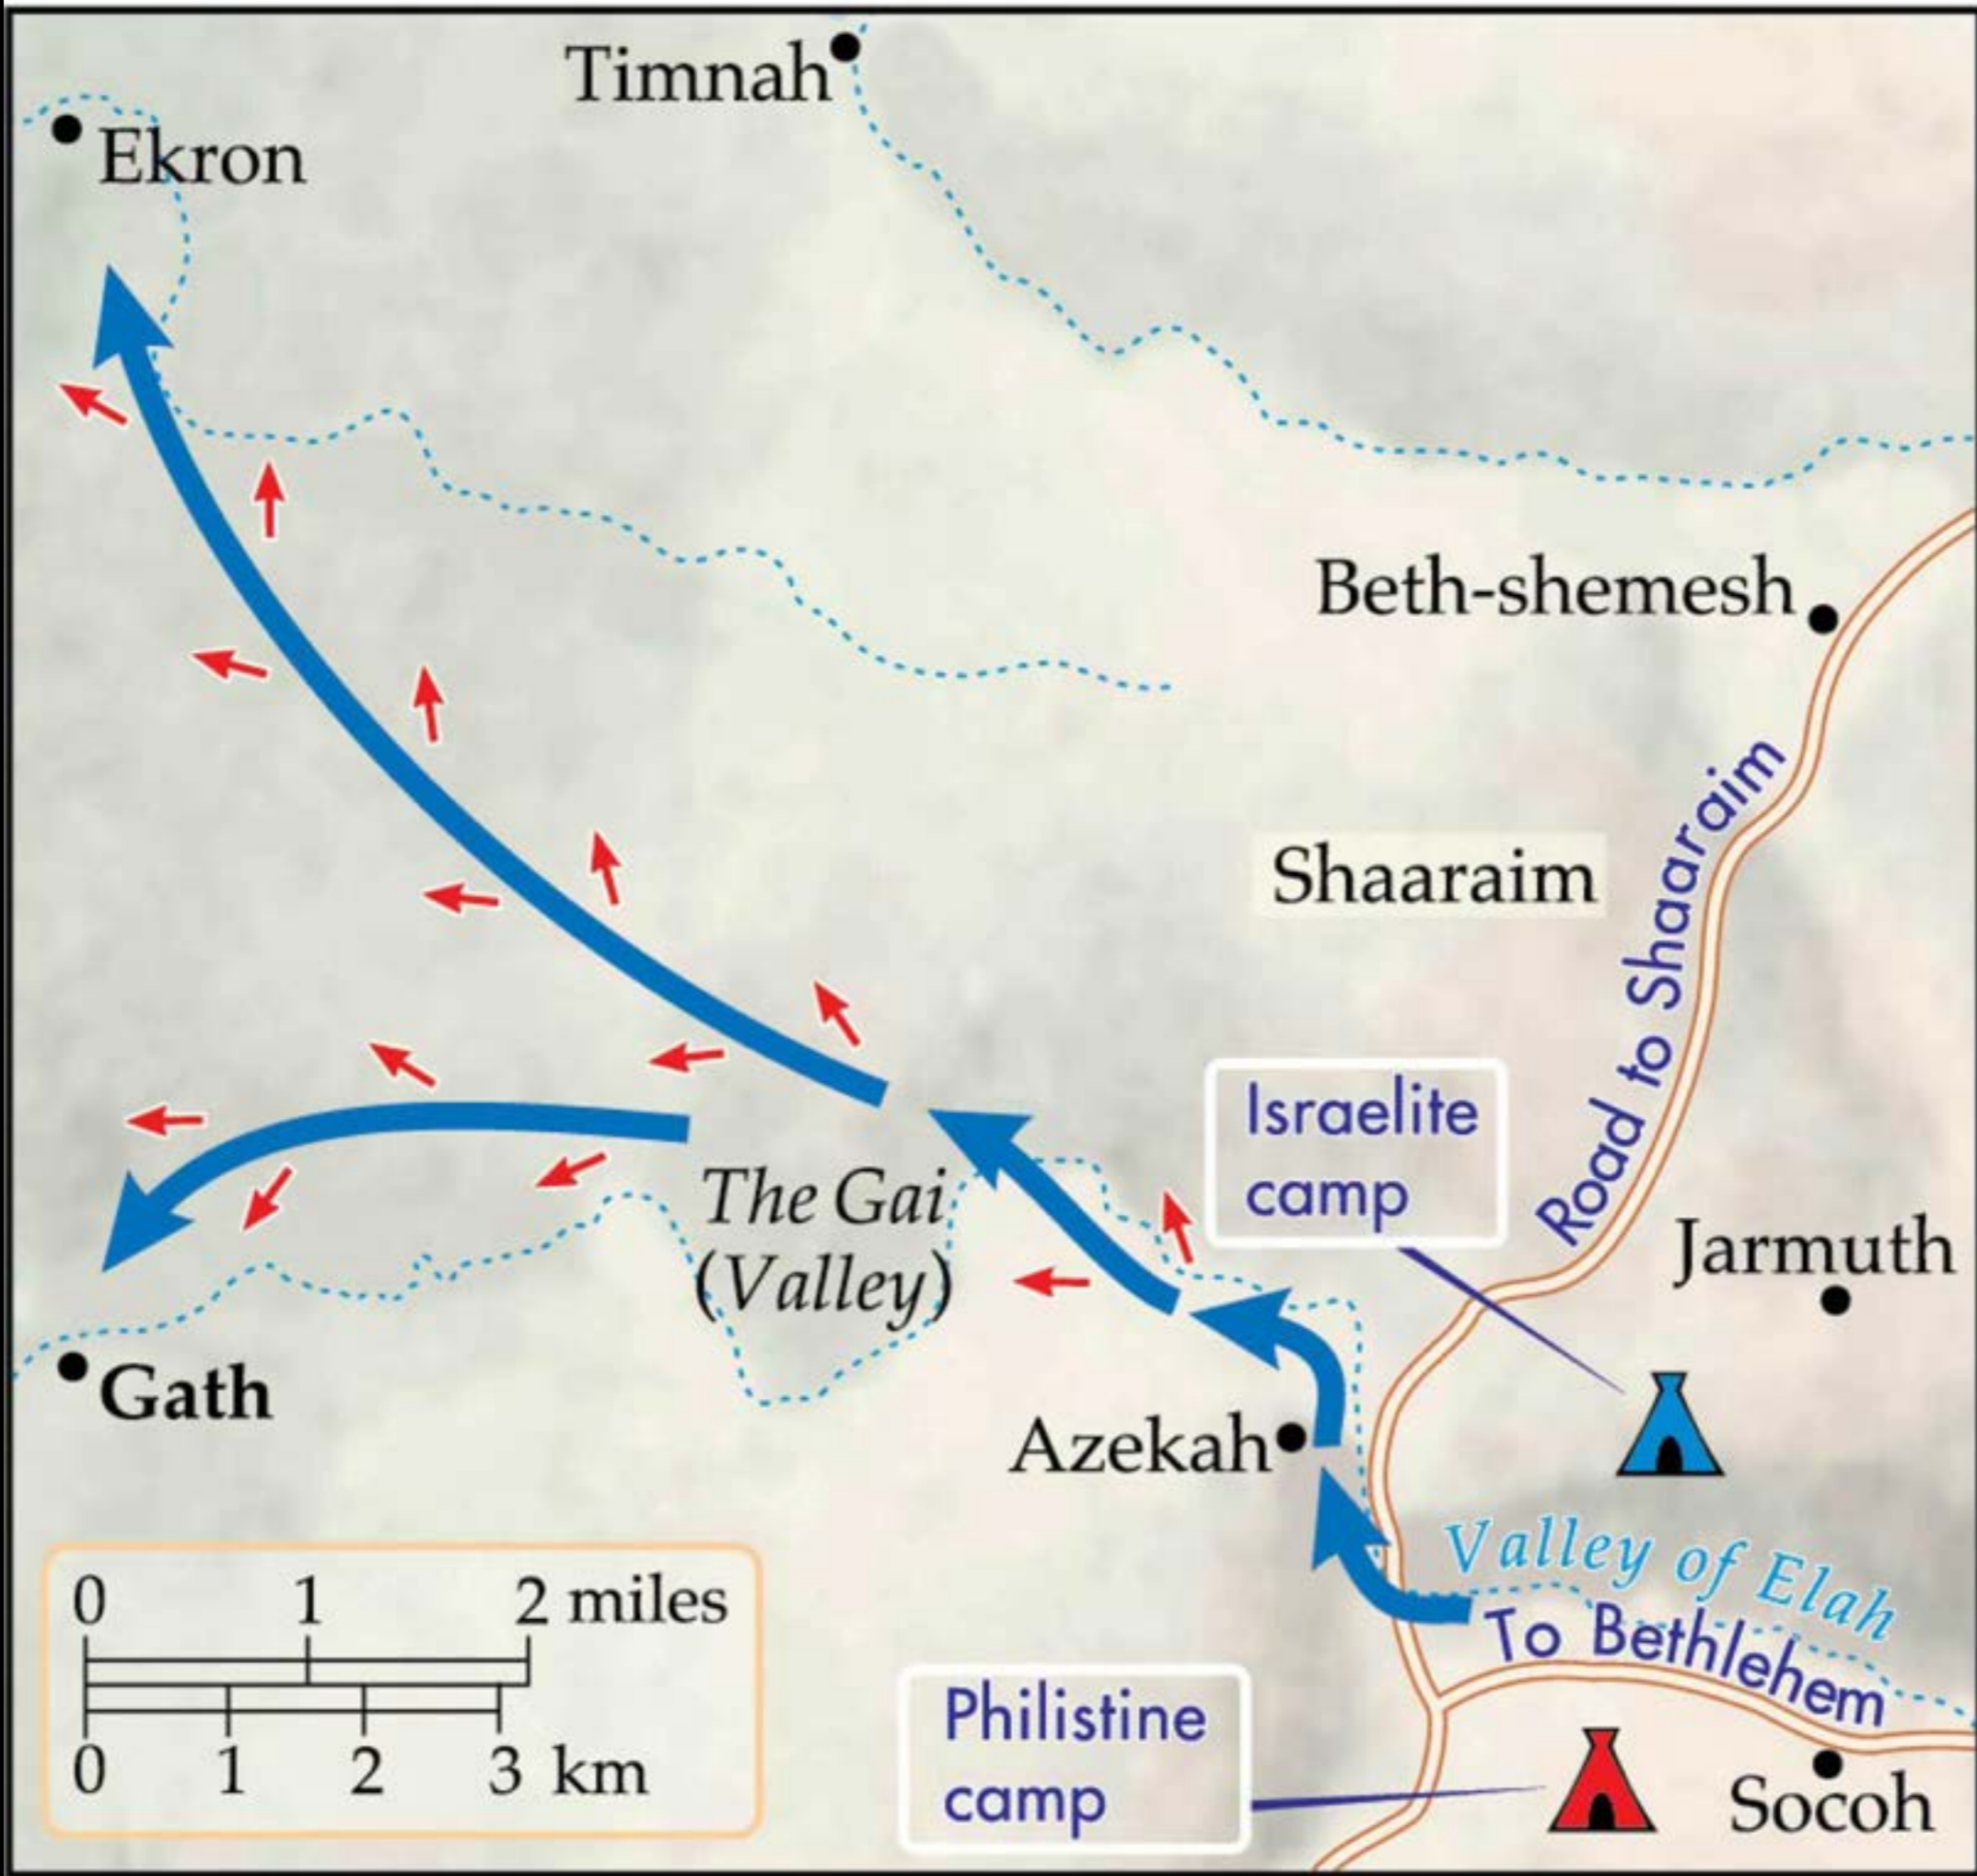 Timnah
Ekron
Beth-shemesh
Road to Shaaraim
Shaaraim
Israelite
camp
The Gai
(Valley)
Jarmuth
Gath
Azekah
Valley of Elah
To Bethlehem
Philistine
camp
Socoh
0 1 2 miles
0 1 2 3 km